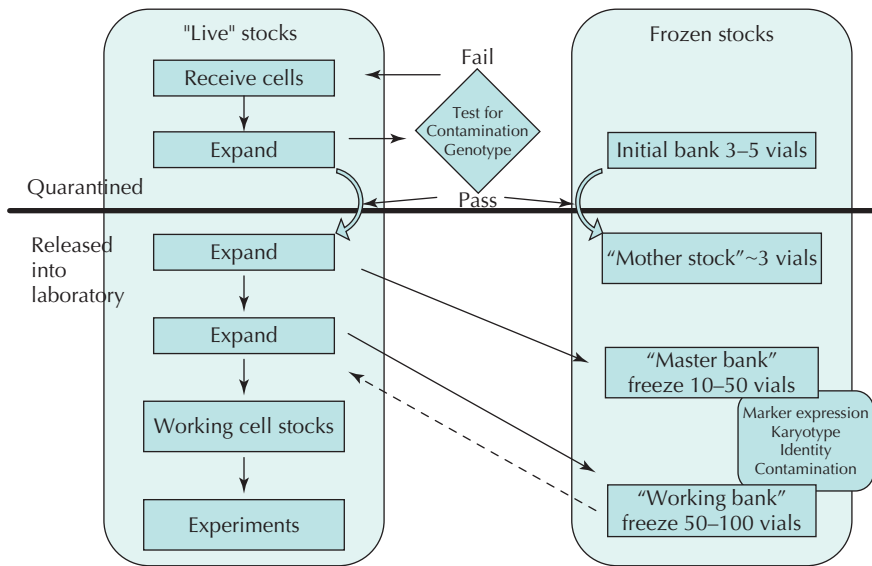 "Live" stocks
Receive cells
Expand
Fail
Test for
Contamination
Genotype
Pass
Quarantined
Released
into
laboratory
Expand
Expand
Working cell stocks
Experiments
Frozen stocks
Initial bank 3–5 vials
“Mother stock”~3 vials
“Master bank”
freeze 10–50 vials
Marker expression
Karyotype
Identity
Contamination
“Working bank”
freeze 50–100 vials